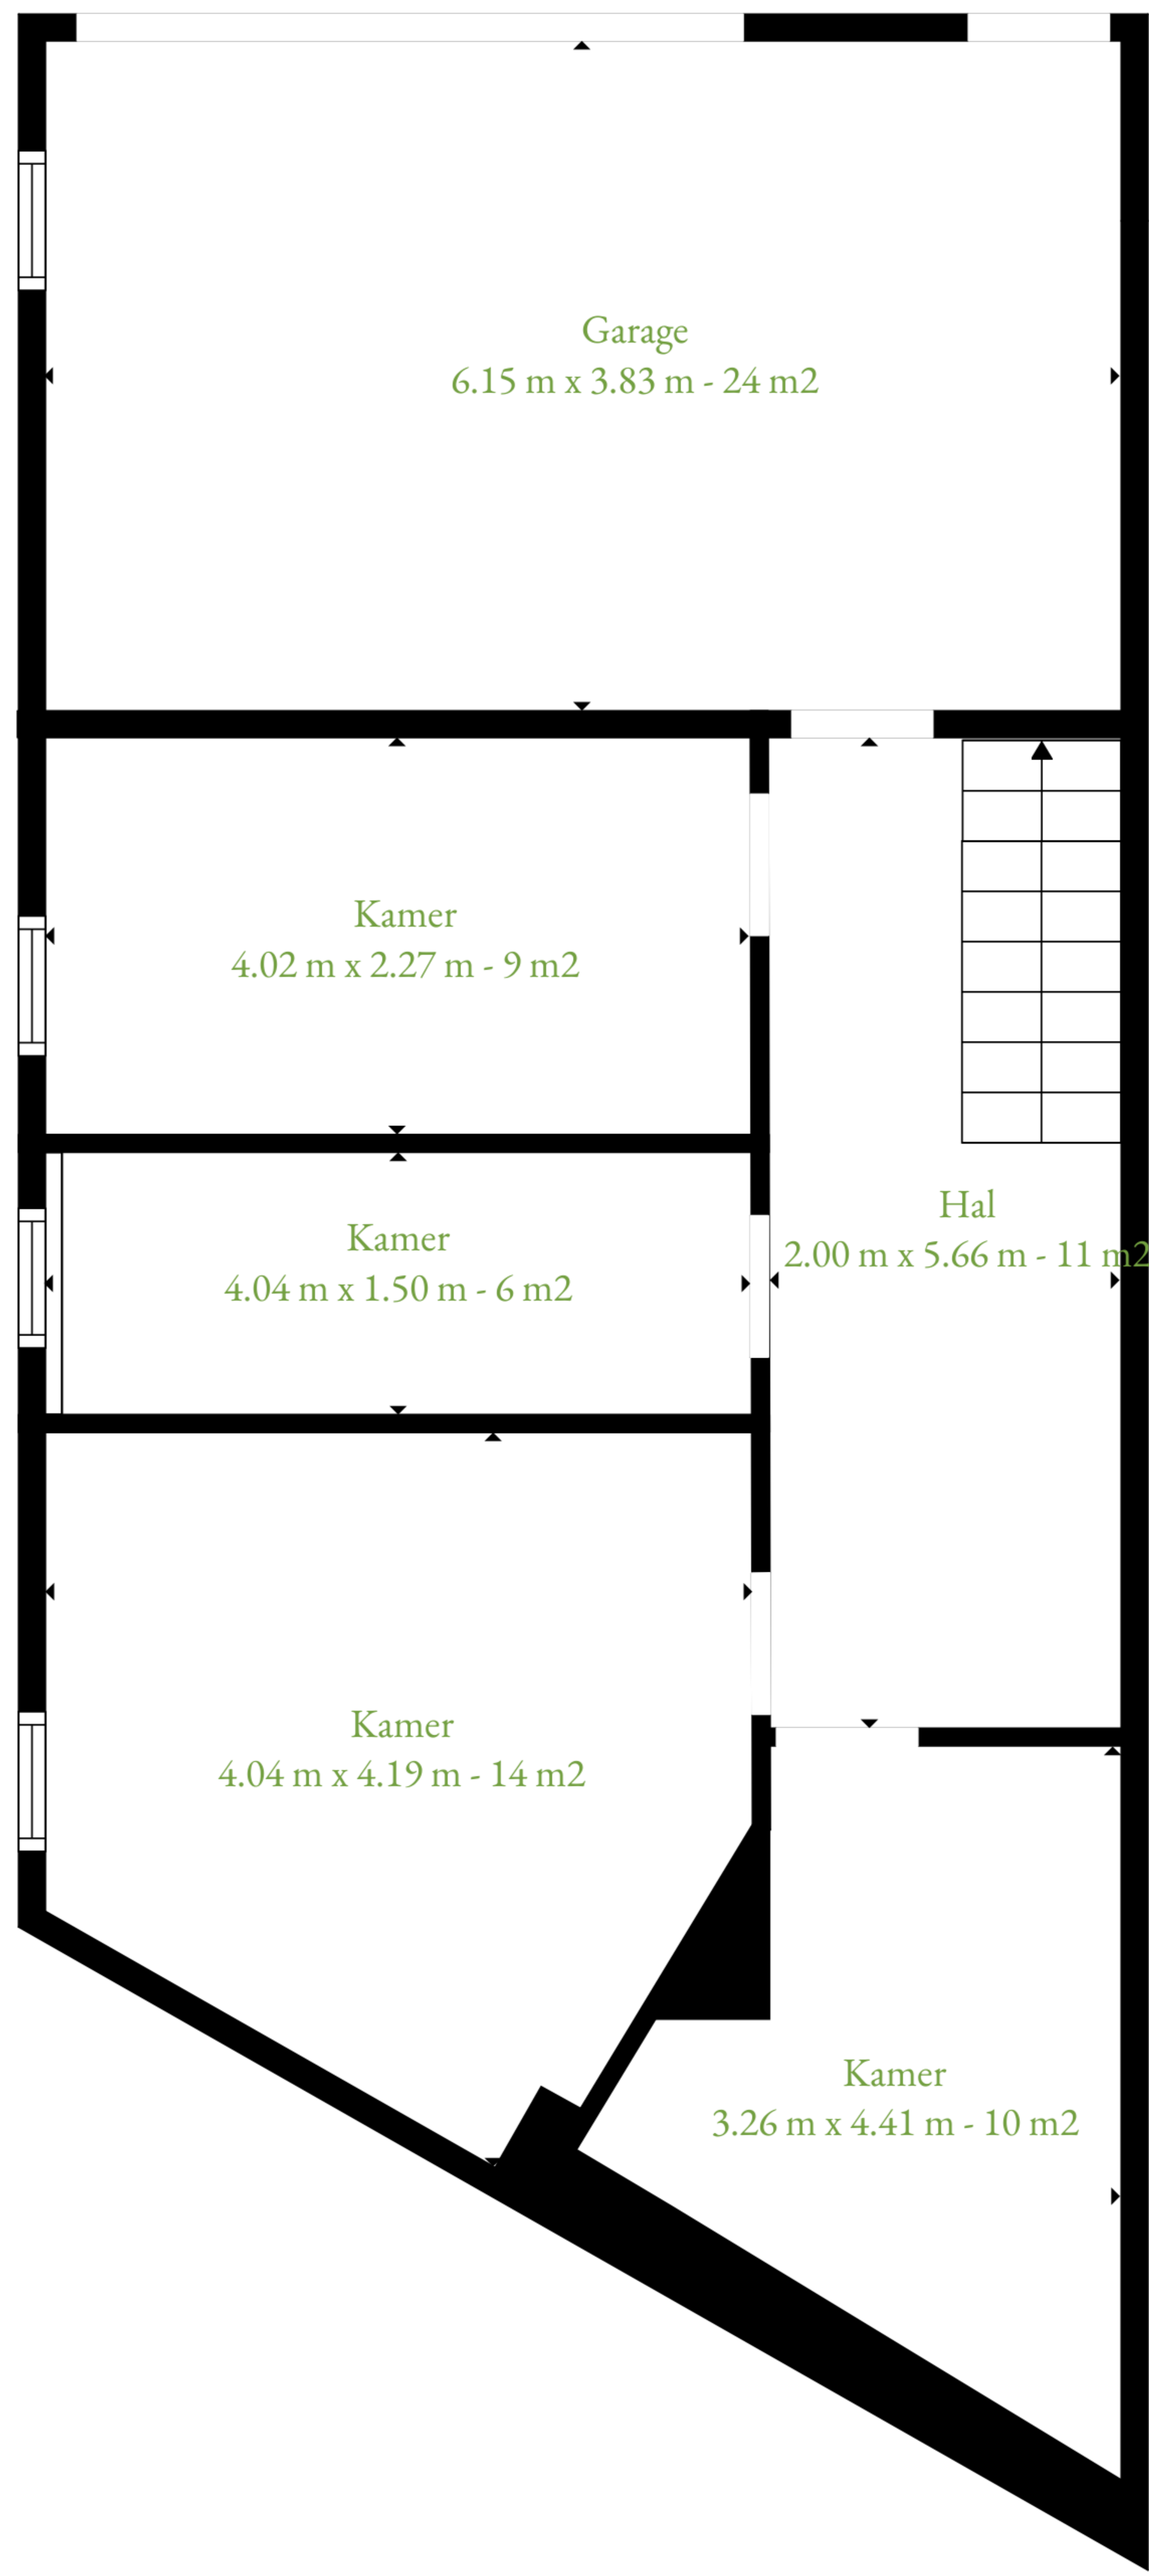 Garage
6.15 m x 3.83 m - 24 m2
Kamer
4.02 m x 2.27 m - 9 m2
Kamer
4.04 m x 1.50 m - 6 m2
Hal
2.00 m x 5.66 m - 11 m2
Kamer
4.04 m x 4.19 m - 14 m2
Kamer
3.26 m x 4.41 m - 10 m2